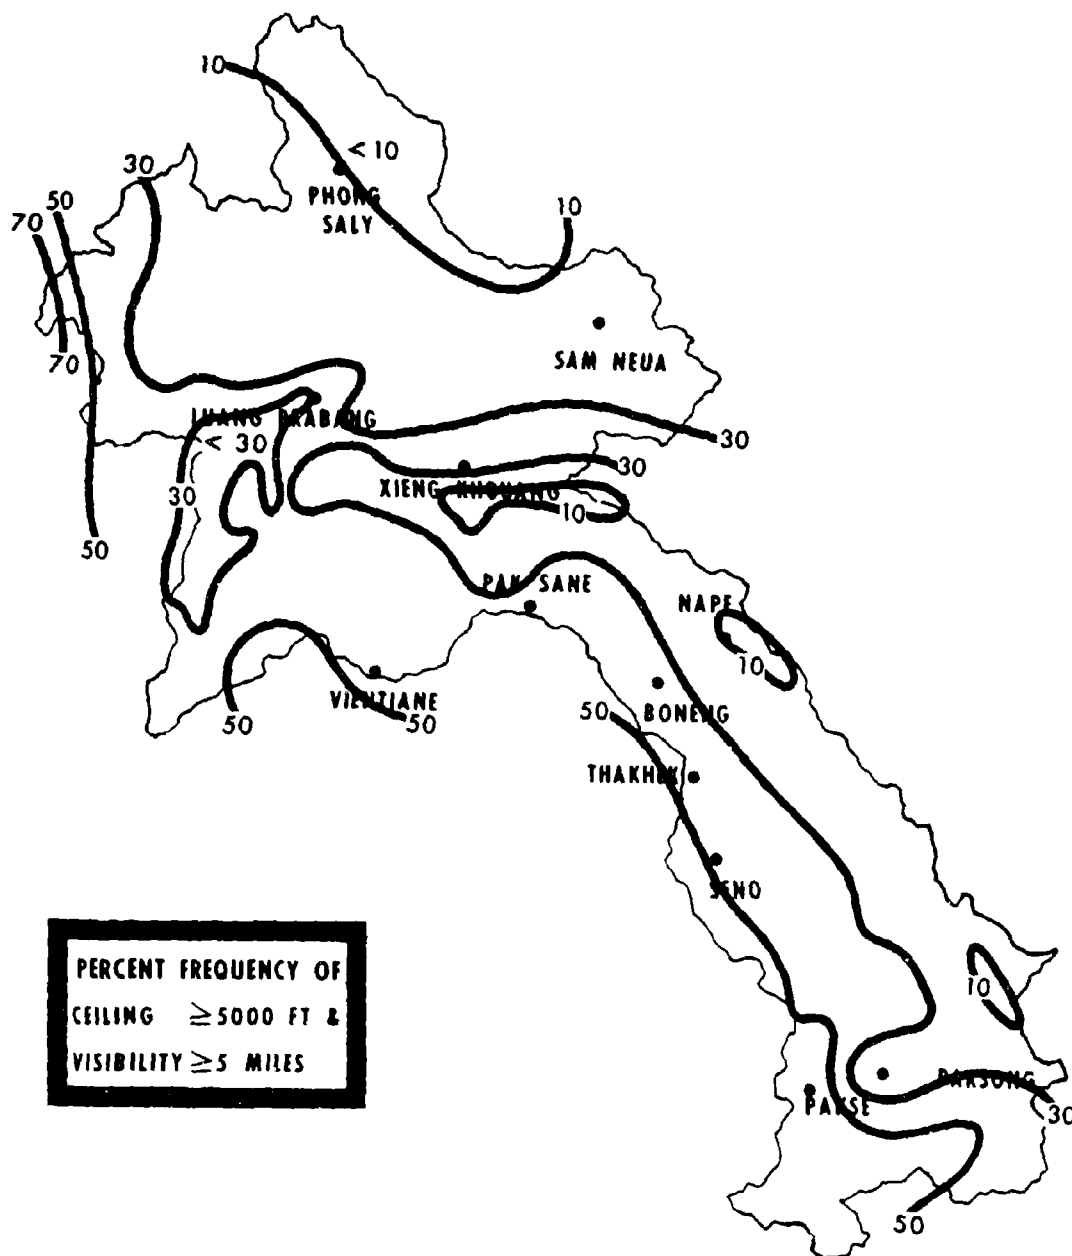 10
< 10
30
50
70
PHONG
SALY
10
70
SAM NEUA
LUANG PRABANG
< 30
30
30
30
XIENG KHOUANG
10
50
PAK SANE
NAPE
10
VIENTIANE
50
50
50
BONENG
THAKHEK
SENO
PERCENT FREQUENCY OF
CEILING ≥5000 FT &
VISIBILITY ≥5 MILES
10
PAKSONG
PAKSE
30
50